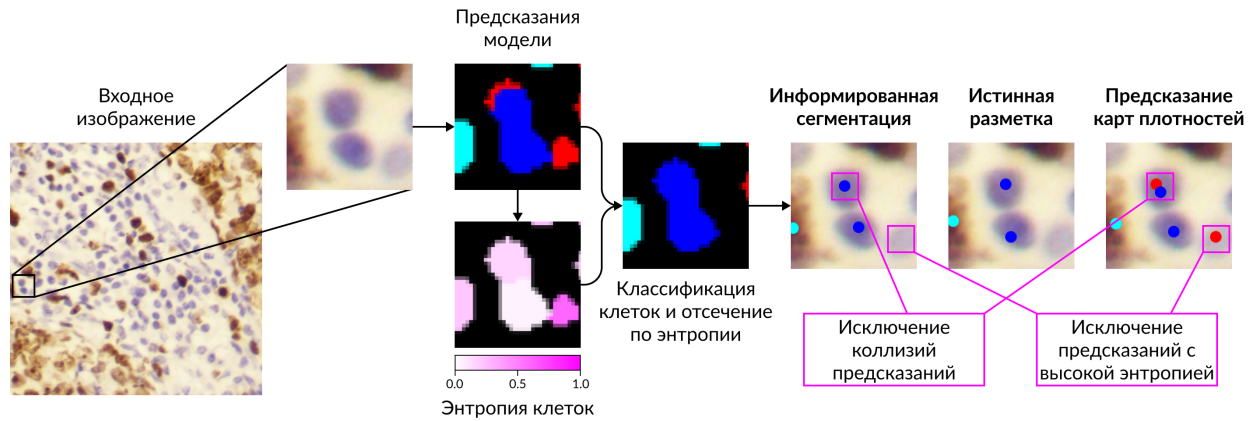 Предсказания
модели
Входное
изображение
Информированная
сегментация
Истинная
разметка
Предсказание
карт плотностей
Классификация
клеток и отсечение
по энтропии
Исключение
коллизий
предсказаний
Исключение
предсказаний с
высокой энтропией
0.0 0.5 1.0
Энтропия клеток